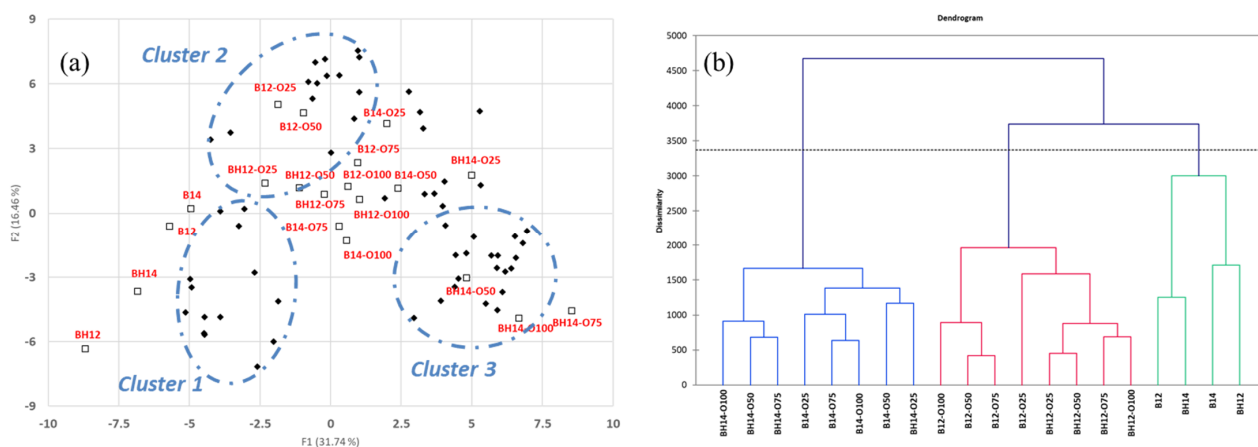 (a)
9
6
3
0
-3
-6
-9
F2 (16.46 %)
-10
-7.5
-5
-2.5
0
2.5
5
7.5
10
F1 (31.74 %)
Cluster 2
B12-O25
B12-O50
B14-O25
B12-O75
BH14-O25
BH12-O25
BH12-O50
B12-O100
B14-O50
BH12-O75
BH12-O100
B14
B12
B14-O75
B14-O100
BH14
BH14-O50
BH12
BH14-O100
BH14-O75
Cluster 1
Cluster 3
Dendrogram
(b)
5000
4500
4000
3500
3000
2500
2000
1500
1000
500
0
Dissimilarity
BH14-O100
BH14-O50
BH14-O75
B14-O25
B14-O75
B14-O100
B14-O50
BH14-O25
B12-O100
B12-O50
B12-O75
B12-O25
BH12-O25
BH12-O50
BH12-O75
BH12-O100
B12
BH14
B14
BH12